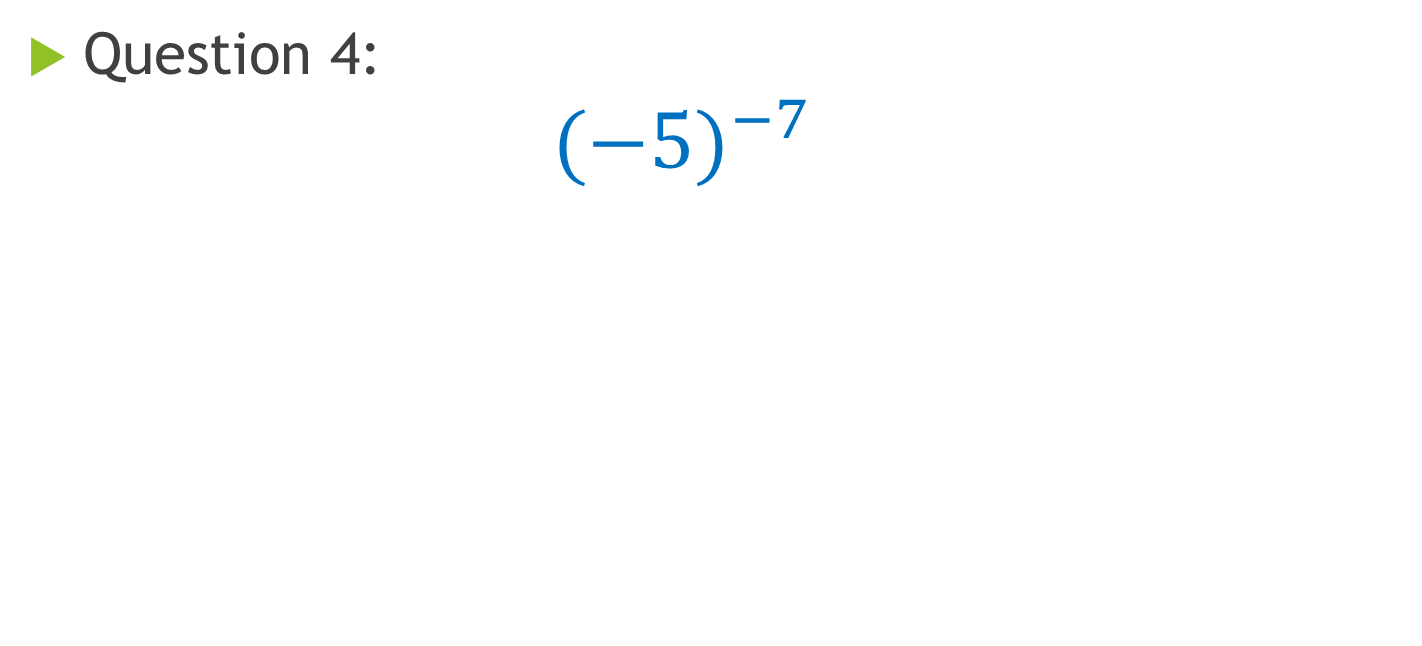 Question 4:
(−5)⁻⁷